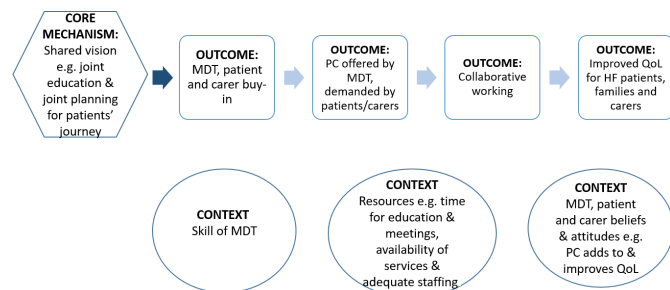 CORE
MECHANISM:
Shared vision
e.g. joint
education &
joint planning
for patients'
journey
OUTCOME:
MDT, patient
and carer buy-
in
OUTCOME:
PC offered by
MDT,
demanded by
patients/carers
OUTCOME:
Collaborative
working
OUTCOME:
Improved QoL
for HF patients,
families and
carers
CONTEXT
Skill of MDT
CONTEXT
Resources e.g. time
for education &
meetings,
availability of
services &
adequate staffing
CONTEXT
MDT, patient
and carer beliefs
& attitudes e.g.
PC adds to &
improves QoL